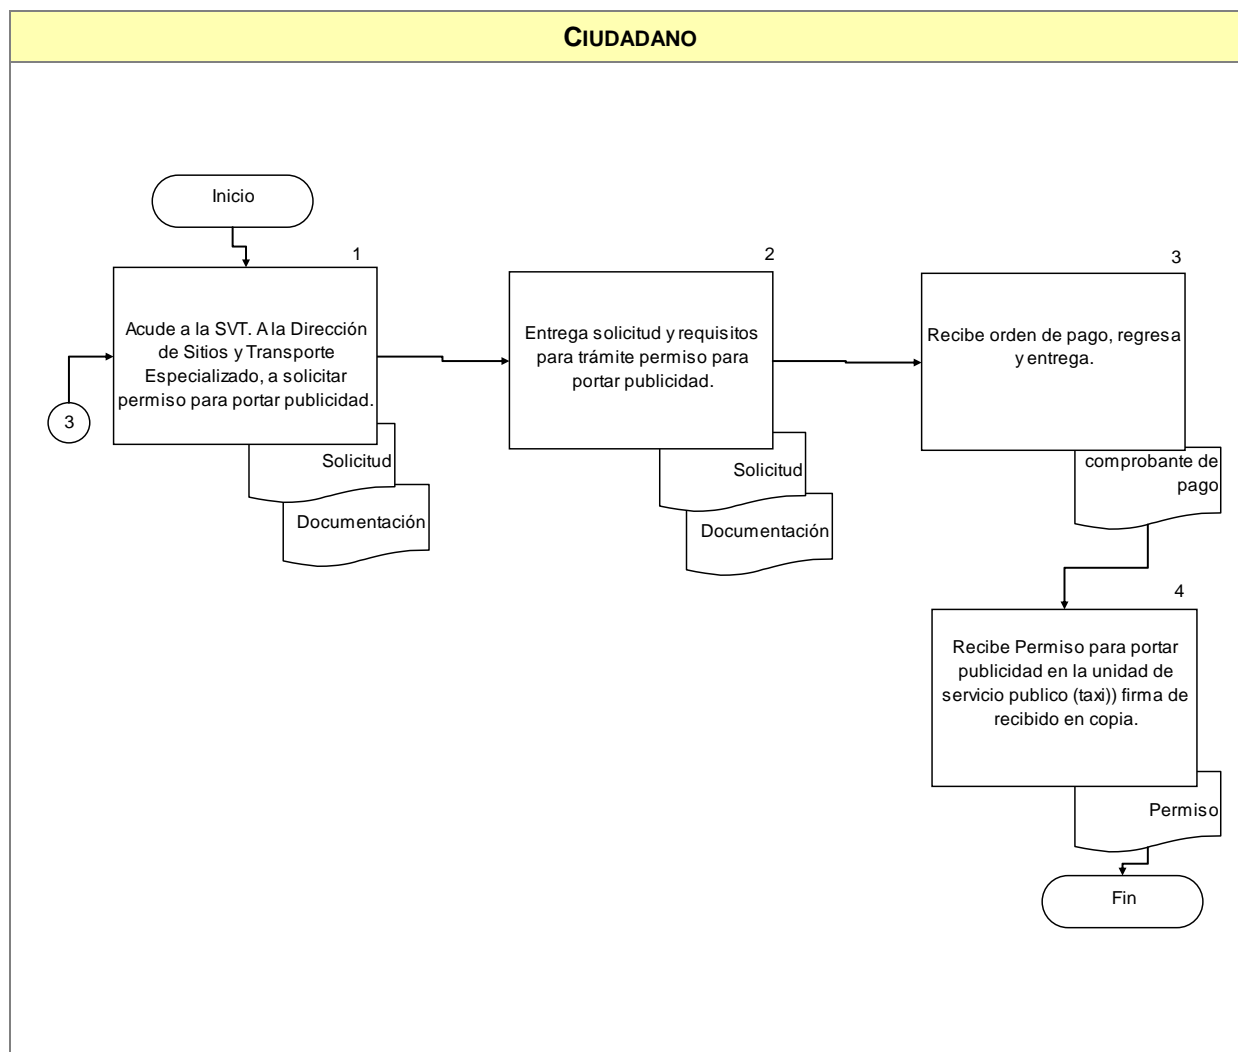 CIUDADANO
Inicio
1
Acude a la SVT. A la Dirección
de Sitios y Transporte
Especializado, a solicitar
permiso para portar publicidad.
3
Solicitud
Documentación
2
Entrega solicitud y requisitos
para trámite permiso para
portar publicidad.
Solicitud
Documentación
3
Recibe orden de pago, regresa
y entrega.
comprobante de
pago
4
Recibe Permiso para portar
publicidad en la unidad de
servicio publico (taxi)) firma de
recibido en copia.
Permiso
Fin